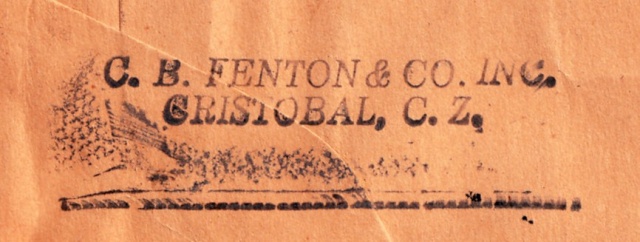 C. B. FENTON & CO. INC.
CRISTOBAL, C. Z.